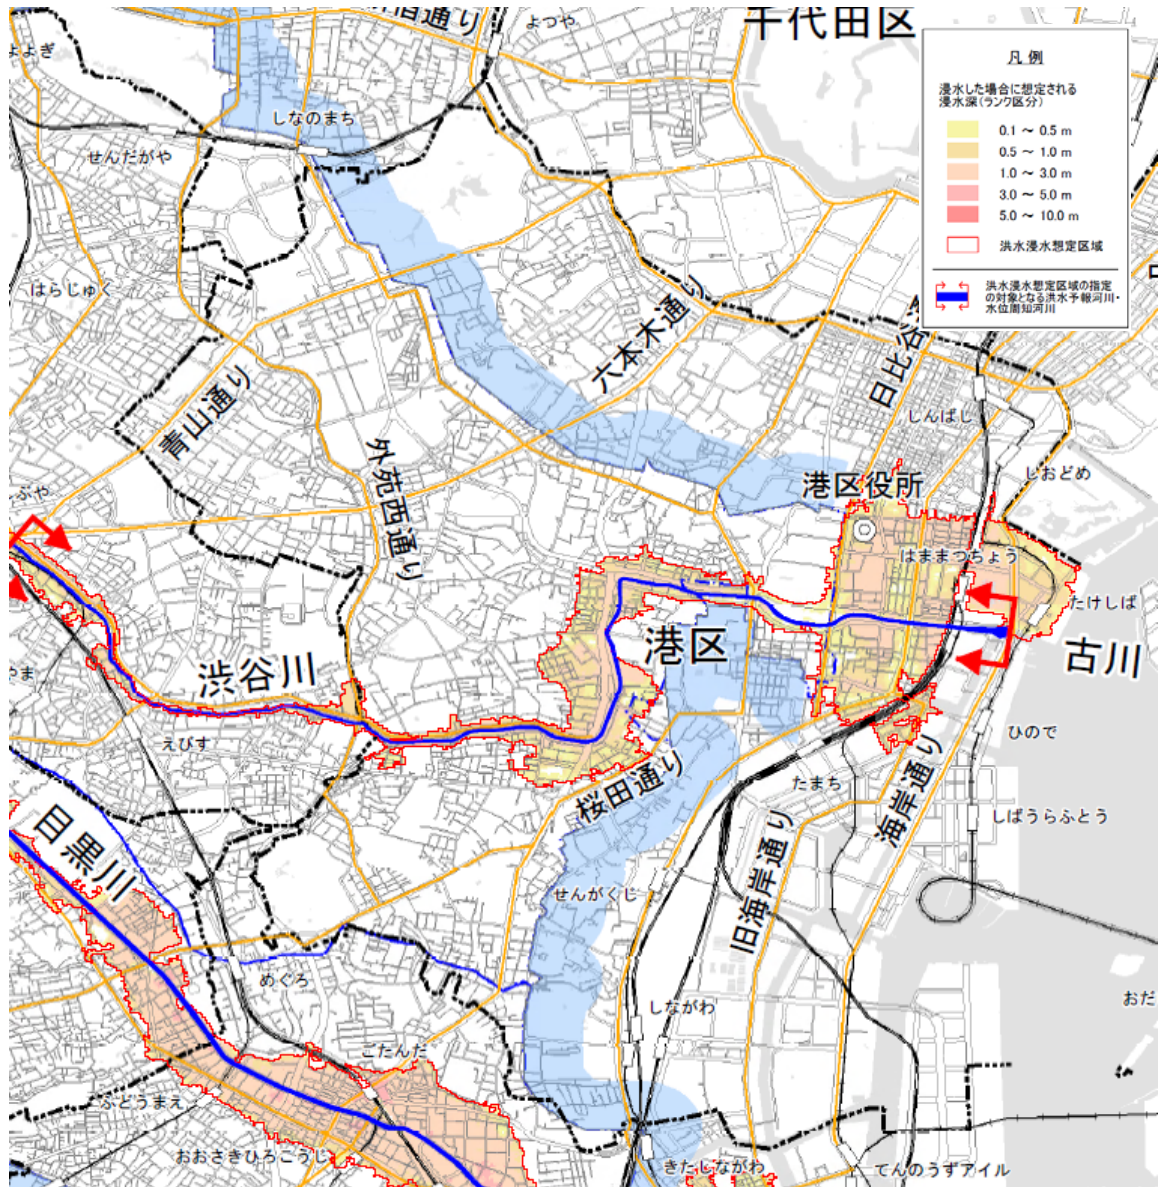 千代田区
宿通り
よつや
よよぎ
しなのまち
せんだがや
はらじゅく
青山通り
外苑西通り
六本木通り
日比谷
しんばし
しおどめ
港区役所
はままつちょう
たけしば
古川
港区
渋谷川
えびす
ひので
桜田通り
たまち
海岸通り
しばうらふとう
目黒川
せんがくじ
旧海岸通り
めぐろ
しながわ
ごたんだ
ふどうまえ
おおさきひろこうじ
きたしながわ
てんのうずアイル
おだ
凡例
浸水した場合に想定される
浸水深(ランク区分)
0.1 ～ 0.5 m
0.5 ～ 1.0 m
1.0 ～ 3.0 m
3.0 ～ 5.0 m
5.0 ～ 10.0 m
洪水浸水想定区域
洪水浸水想定区域の指定
の対象となる洪水予報河川・
水位周知河川